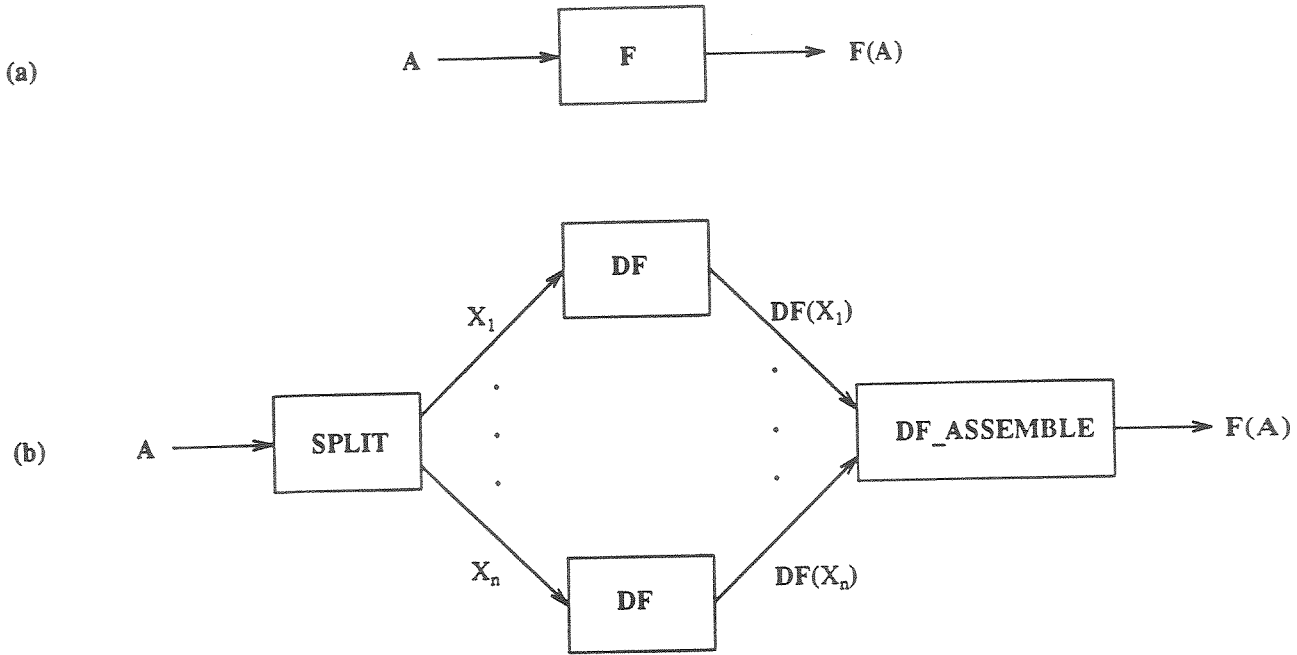 (a)
A
F
F(A)
DF
X₁
DF(X₁)
(b)
A
SPLIT
DF_ASSEMBLE
F(A)
Xₙ
DF(Xₙ)
DF